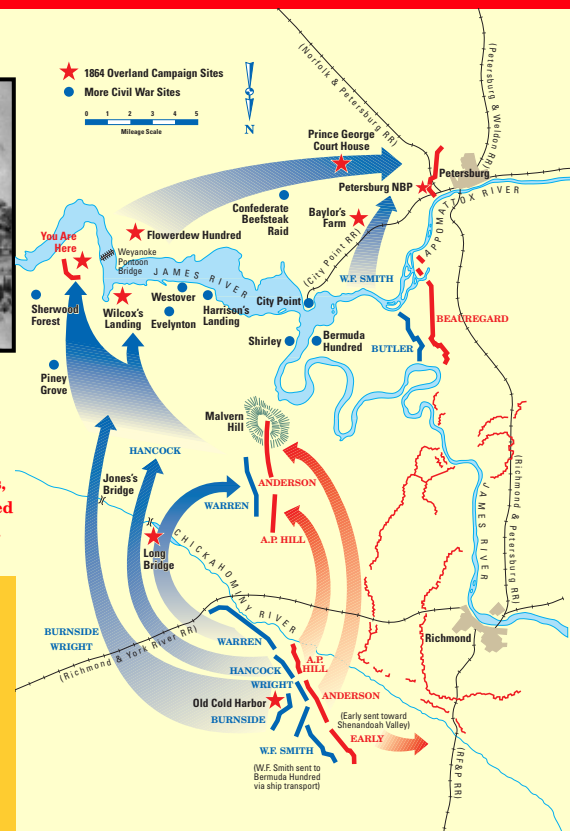 1864 Overland Campaign Sites
More Civil War Sites
0 1 2 3 4 5
Mileage Scale
N
(Norfolk & Petersburg RR)
(Petersburg & Weldon RR)
Prince George
Court House
Petersburg
Petersburg NBP
APPOMATTOX RIVER
Confederate
Beefsteak
Raid
Baylor's
Farm
(City Point RR)
W.F. SMITH
You Are
Here
Flowerdew Hundred
Weyanoke
Pontoon
Bridge
JAMES RIVER
Sherwood
Forest
Wilcox's
Landing
Westover
Evelynton
Harrison's
Landing
City Point
Shirley
Bermuda
Hundred
BEAUREGARD
BUTLER
Piney
Grove
Malvern
Hill
HANCOCK
Jones's
Bridge
WARREN
ANDERSON
A.P. HILL
Long
Bridge
CHICKAHOMINY RIVER
JAMES RIVER
(Richmond & Petersburg RR)
s,
ed
BURNSIDE
WRIGHT
(Richmond & York River RR)
WARREN
HANCOCK
WRIGHT
Old Cold Harbor
BURNSIDE
A.P.
HILL
ANDERSON
Richmond
(Early sent toward
Shenandoah Valley)
EARLY
W.F. SMITH
(W.F. Smith sent to
Bermuda Hundred
via ship transport)
(RF&P RR)